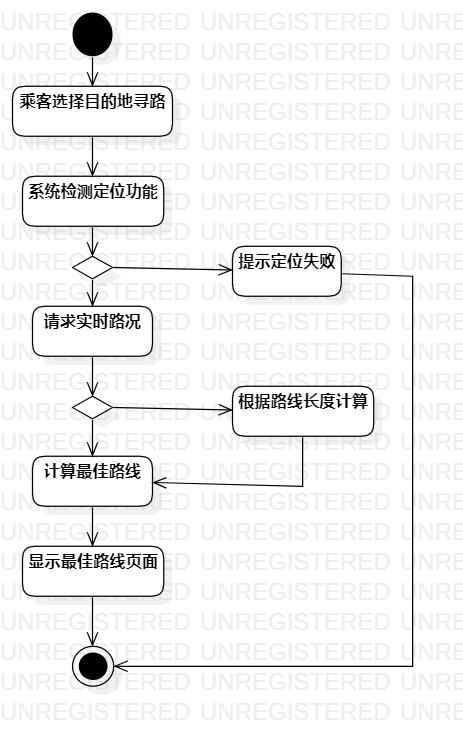 乘客选择目的地寻路
系统检测定位功能
提示定位失败
请求实时路况
根据路线长度计算
计算最佳路线
显示最佳路线页面
UNREGISTERED